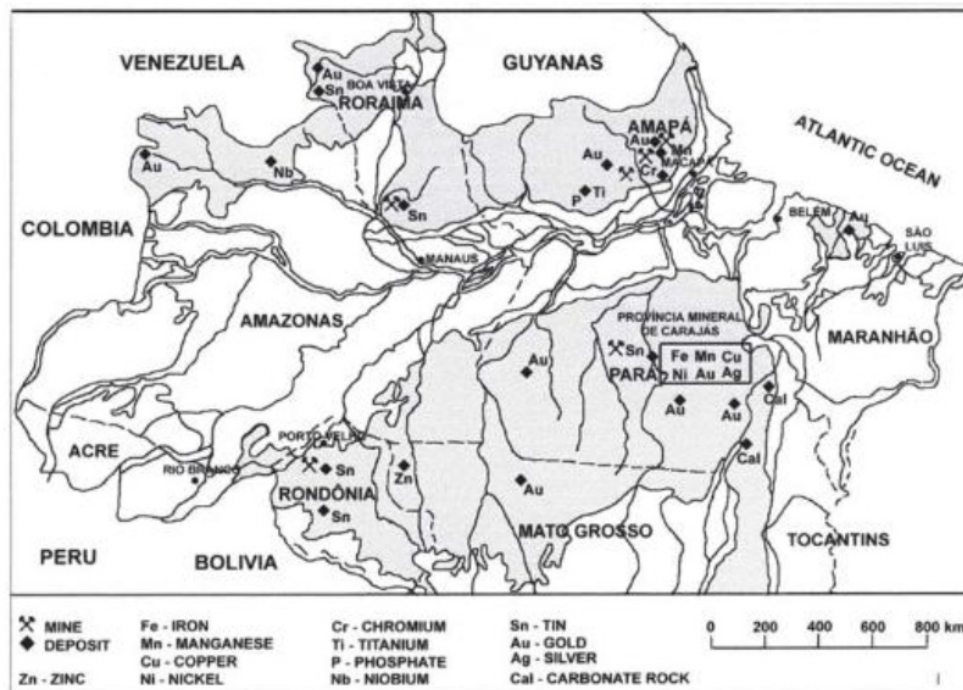 VENEZUELA
GUYANAS
Au
Sn
BOA VISTA
RORAIMA
AMAPÁ
Au
Mn
MACAPÁ
Cr
ATLANTIC OCEAN
Au
Nb
Au
P
Ti
Sn
COLOMBIA
BELÉM
Au
SÃO
LUIS
MANAUS
AMAZONAS
PROVÍNCIA MINERAL
DE CARAJÁS
MARANHÃO
Sn
Fe Mn Cu
Ni Au Ag
PARÁ
Au
Au
Au
Cal
Cal
ACRE
PORTO VELHO
RIO BRANCO
Sn
RONDÔNIA
Sn
Zn
Au
MATO GROSSO
TOCANTINS
PERU
BOLIVIA
MINE
DEPOSIT
Zn - ZINC
Fe - IRON
Mn - MANGANESE
Cu - COPPER
Ni - NICKEL
Cr - CHROMIUM
Ti - TITANIUM
P - PHOSPHATE
Nb - NIOBIUM
Sn - TIN
Au - GOLD
Ag - SILVER
Cal - CARBONATE ROCK
0 200 400 600 800 km